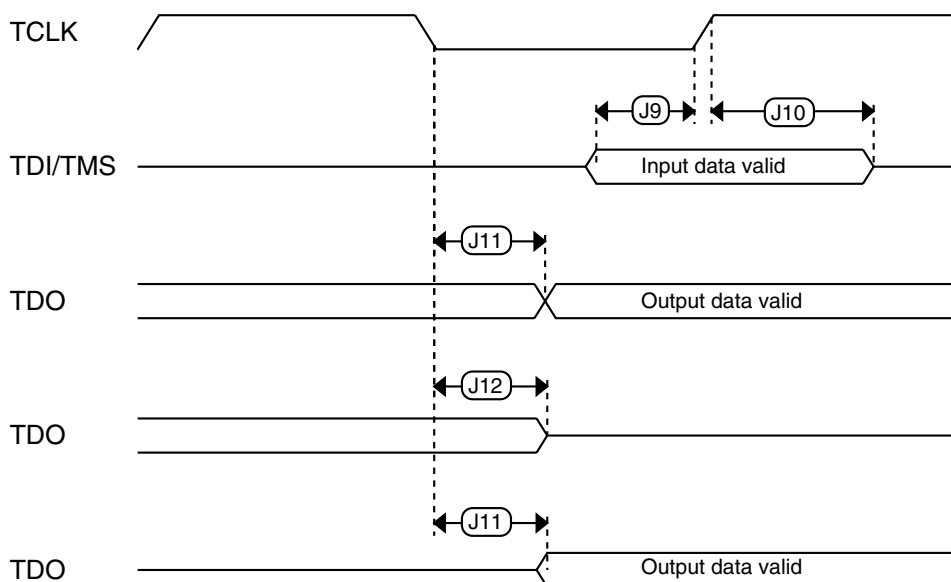 TCLK
J9
J10
TDI/TMS
Input data valid
J11
TDO
Output data valid
J12
TDO
J11
TDO
Output data valid